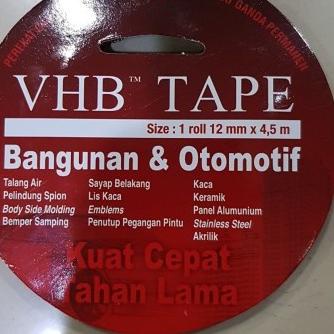 GANDA PERMANEN
VHB™ TAPE
Size : 1 roll 12 mm x 4,5 m
Bangunan & Otomotif
Talang Air Sayap Belakang Kaca
Pelindung Spion Lis Kaca Keramik
Body Side Molding Emblems Panel Alumunium
Bemper Samping Penutup Pegangan Pintu Stainless Steel
Akrilik
Kuat Cepat
Tahan Lama